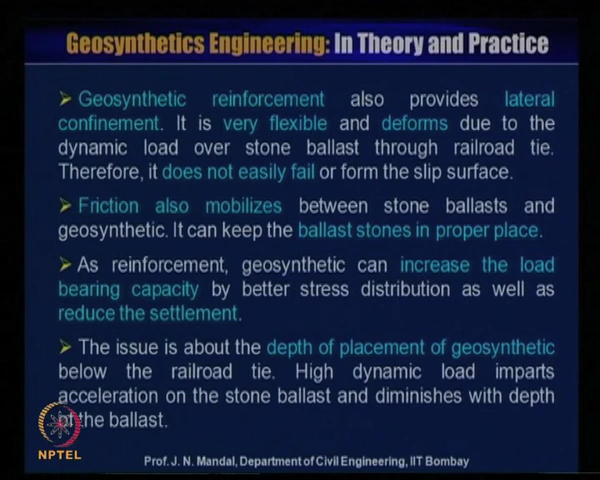 Geosynthetics Engineering: In Theory and Practice
Geosynthetic reinforcement also provides lateral
confinement. It is very flexible and deforms due to the
dynamic load over stone ballast through railroad tie.
Therefore, it does not easily fail or form the slip surface.
Friction also mobilizes between stone ballasts and
geosynthetic. It can keep the ballast stones in proper place.
As reinforcement, geosynthetic can increase the load
bearing capacity by better stress distribution as well as
reduce the settlement.
The issue is about the depth of placement of geosynthetic
below the railroad tie. High dynamic load imparts
acceleration on the stone ballast and diminishes with depth
of the ballast.
NPTEL
Prof. J. N. Mandal, Department of Civil Engineering, IIT Bombay